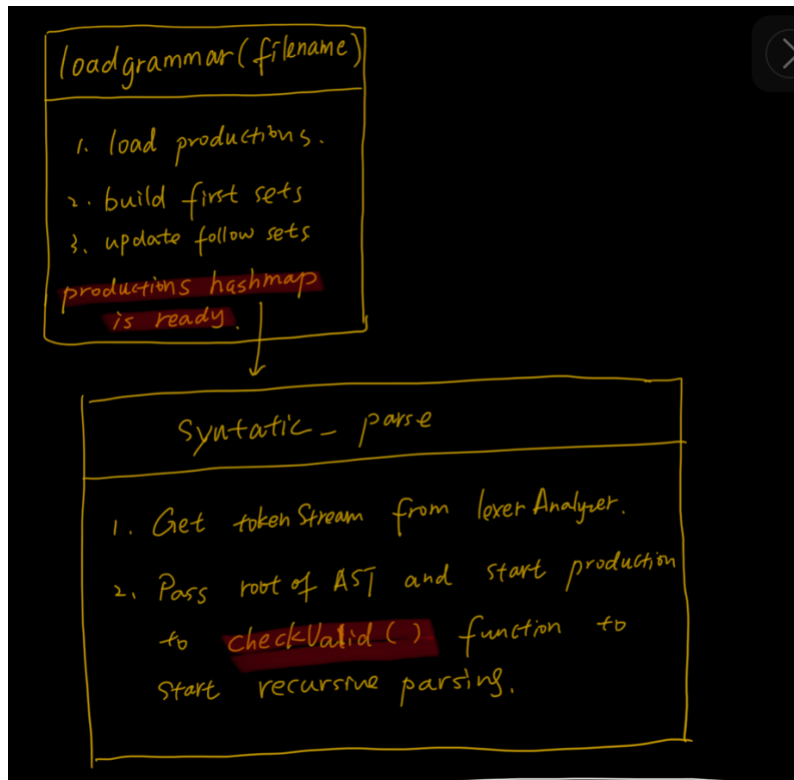 loadgrammar(filename)
1. load productions.
2. build first sets
3. update follow sets
productions hashmap
is ready.
Syntatic_parse
1. Get tokenStream from lexerAnalyzer.
2. Pass root of AST and start production
to checkValid() function to
start recursive parsing.